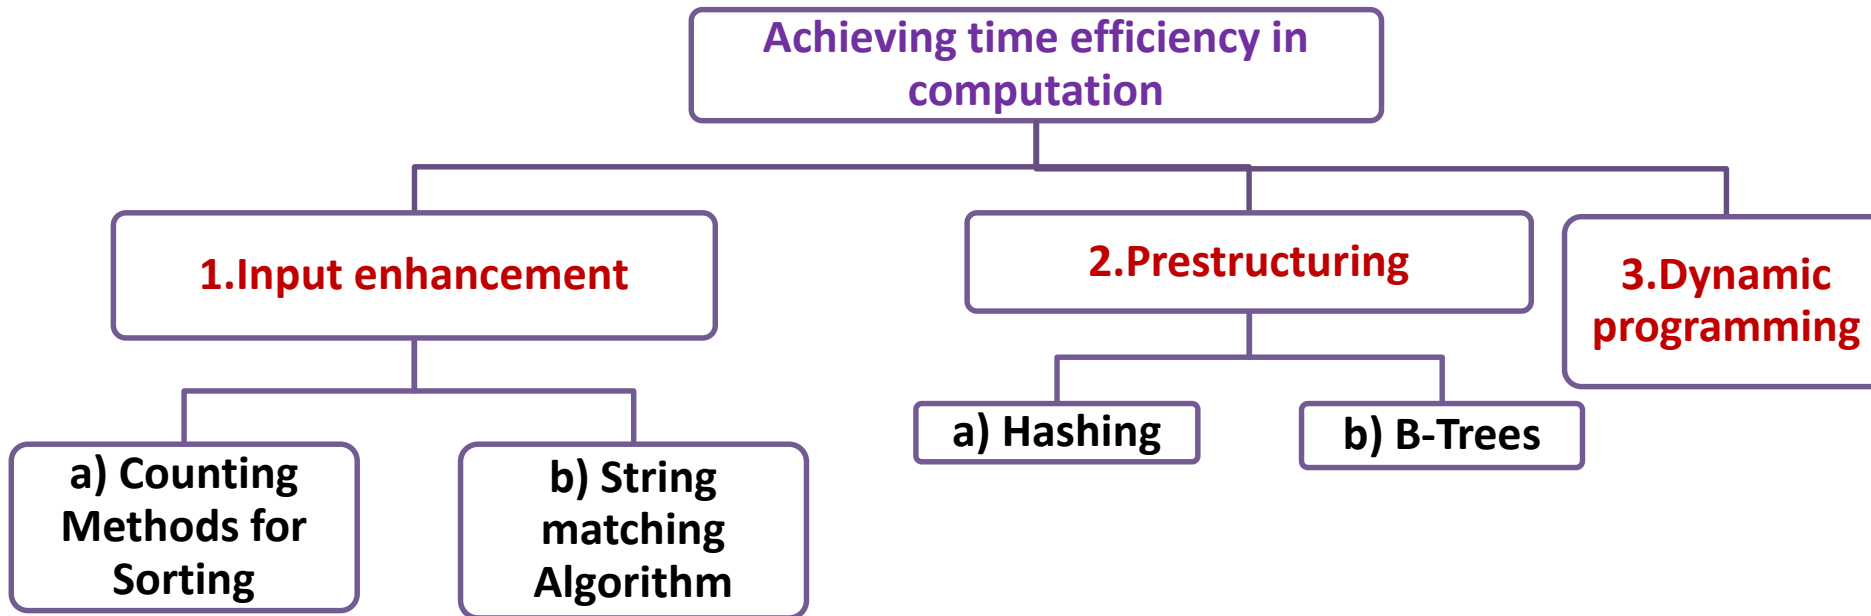 Achieving time efficiency in
computation
1.Input enhancement
2.Prestructuring
3.Dynamic
programming
a) Counting
Methods for
Sorting
b) String
matching
Algorithm
a) Hashing
b) B-Trees